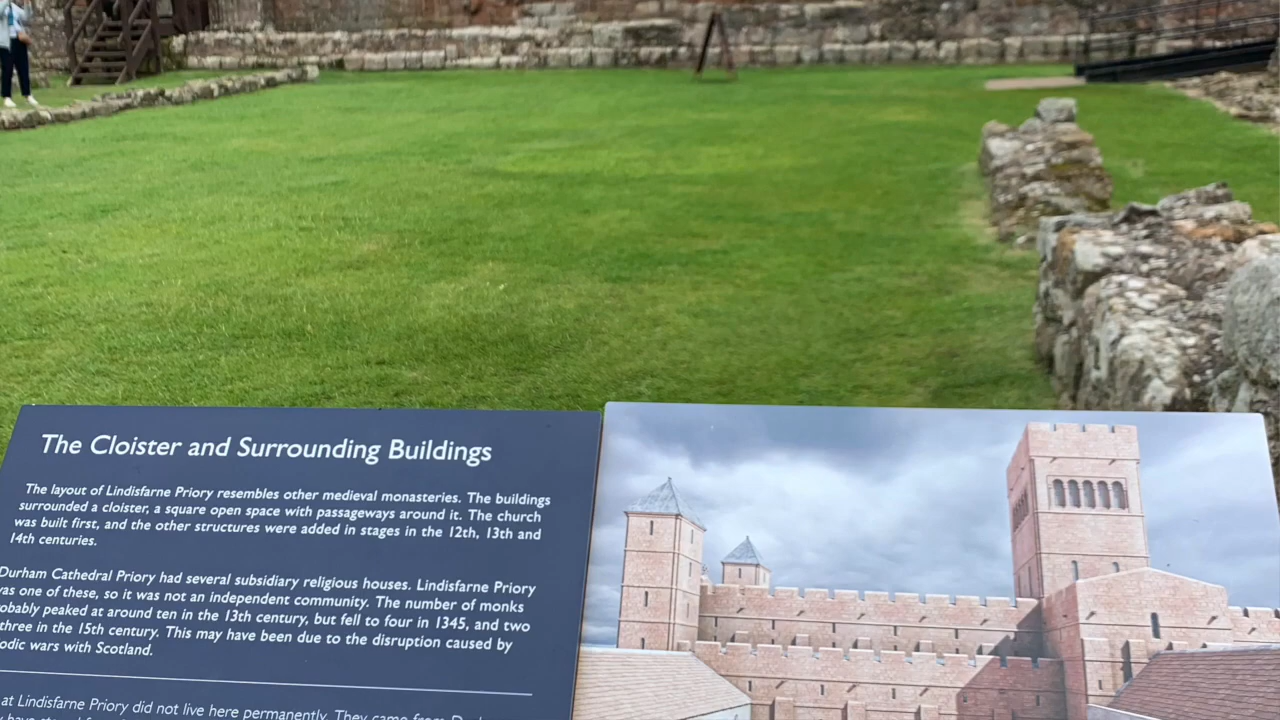 The Cloister and Surrounding Buildings
The layout of Lindisfarne Priory resembles other medieval monasteries. The buildings
surrounded a cloister, a square open space with passageways around it. The church
was built first, and the other structures were added in stages in the 12th, 13th and
14th centuries.
Durham Cathedral Priory had several subsidiary religious houses. Lindisfarne Priory
was one of these, so it was not an independent community. The number of monks
probably peaked at around ten in the 13th century, but fell to four in 1345, and two
three in the 15th century. This may have been due to the disruption caused by
odic wars with Scotland.
at Lindisfarne Priory did not live here permanently. They came from